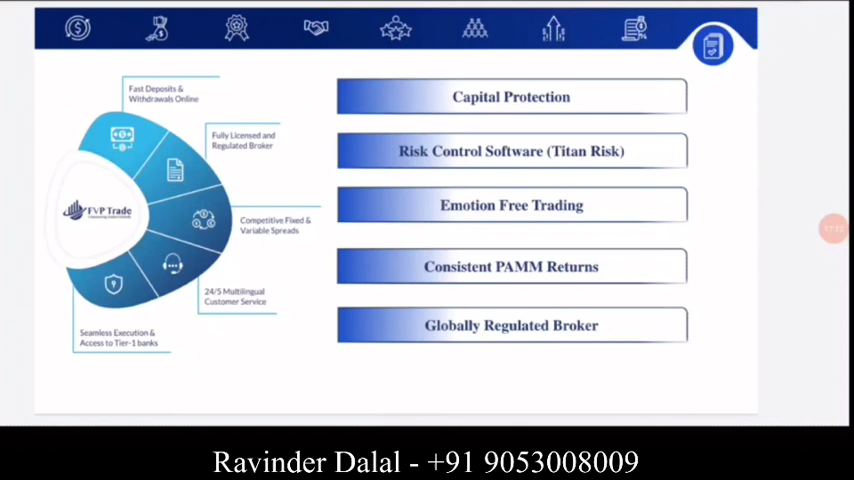 Fast Deposits &
Withdrawals Online
Fully Licensed and
Regulated Broker
FVP Trade
Competitive Fixed &
Variable Spreads
24/5 Multilingual
Customer Service
Seamless Execution &
Access to Tier-1 banks
Capital Protection
Risk Control Software (Titan Risk)
Emotion Free Trading
Consistent PAMM Returns
Globally Regulated Broker
Ravinder Dalal - +91 9053008009